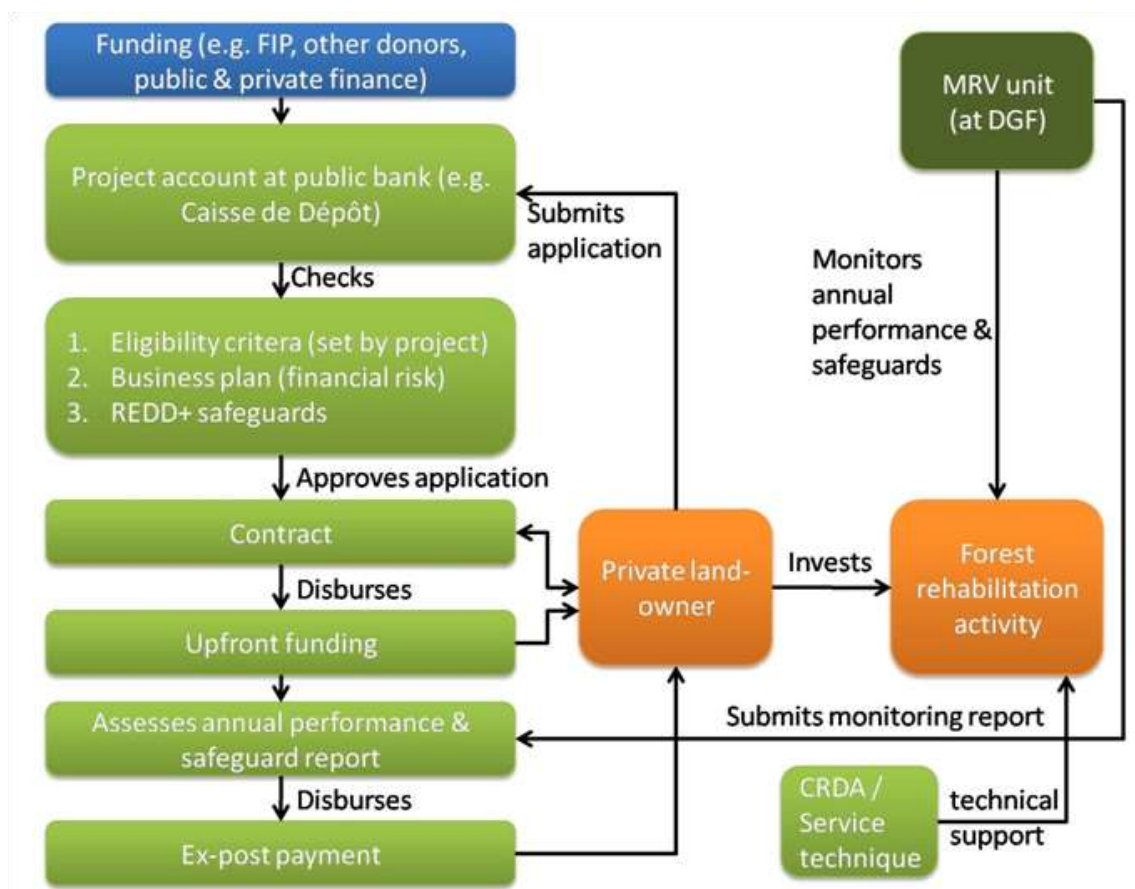 Funding (e.g. FIP, other donors,
public & private finance)
MRV unit
(at DGF)
Project account at public bank (e.g.
Caisse de Dépôt)
Submits
application
Checks
Monitors
annual
performance &
safeguards
1. Eligibility critera (set by project)
2. Business plan (financial risk)
3. REDD+ safeguards
Approves application
Contract
Private land-
owner
Invests
Forest
rehabilitation
activity
Disburses
Upfront funding
Assesses annual performance &
safeguard report
Submits monitoring report
Disburses
CRDA /
Service
technique
technical
support
Ex-post payment